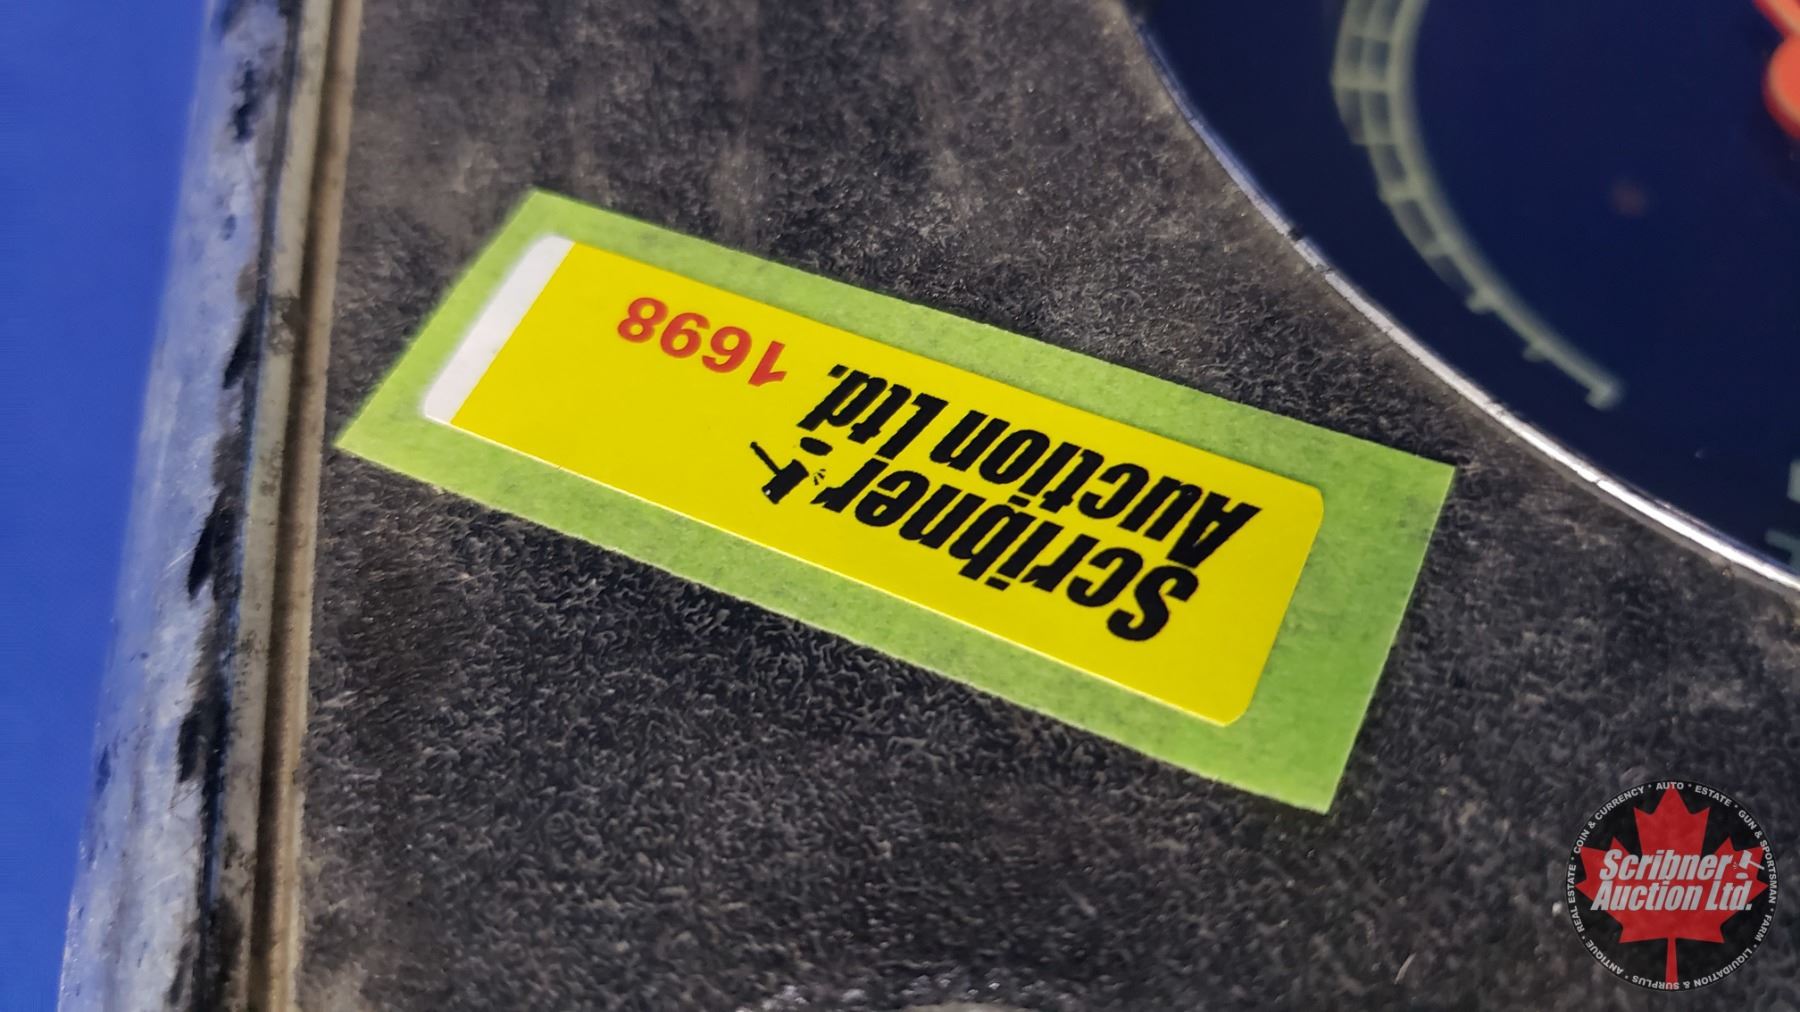 Scribner
Auction Ltd.
1698
COIN & CURRENCY • AUTO • ESTATE • GUN & SPORTSMAN • FARM • LIQUIDATION & SURPLUS • ANTIQUE • REAL ESTATE •
Scribner
Auction Ltd.